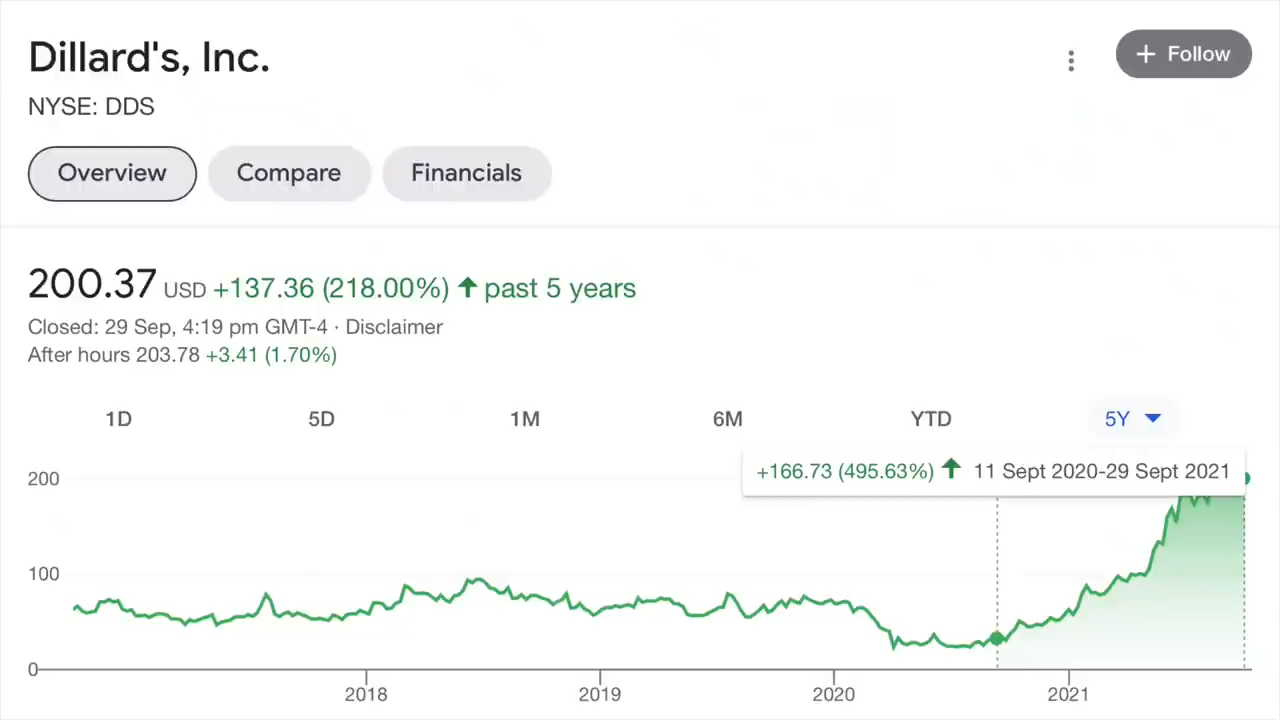 Dillard's, Inc.
+ Follow
NYSE: DDS
Overview Compare Financials
200.37 USD +137.36 (218.00%) ↑ past 5 years
Closed: 29 Sep, 4:19 pm GMT-4 · Disclaimer
After hours 203.78 +3.41 (1.70%)
1D 5D 1M 6M YTD 5Y
+166.73 (495.63%) ↑ 11 Sept 2020-29 Sept 2021
200
100
0
2018 2019 2020 2021